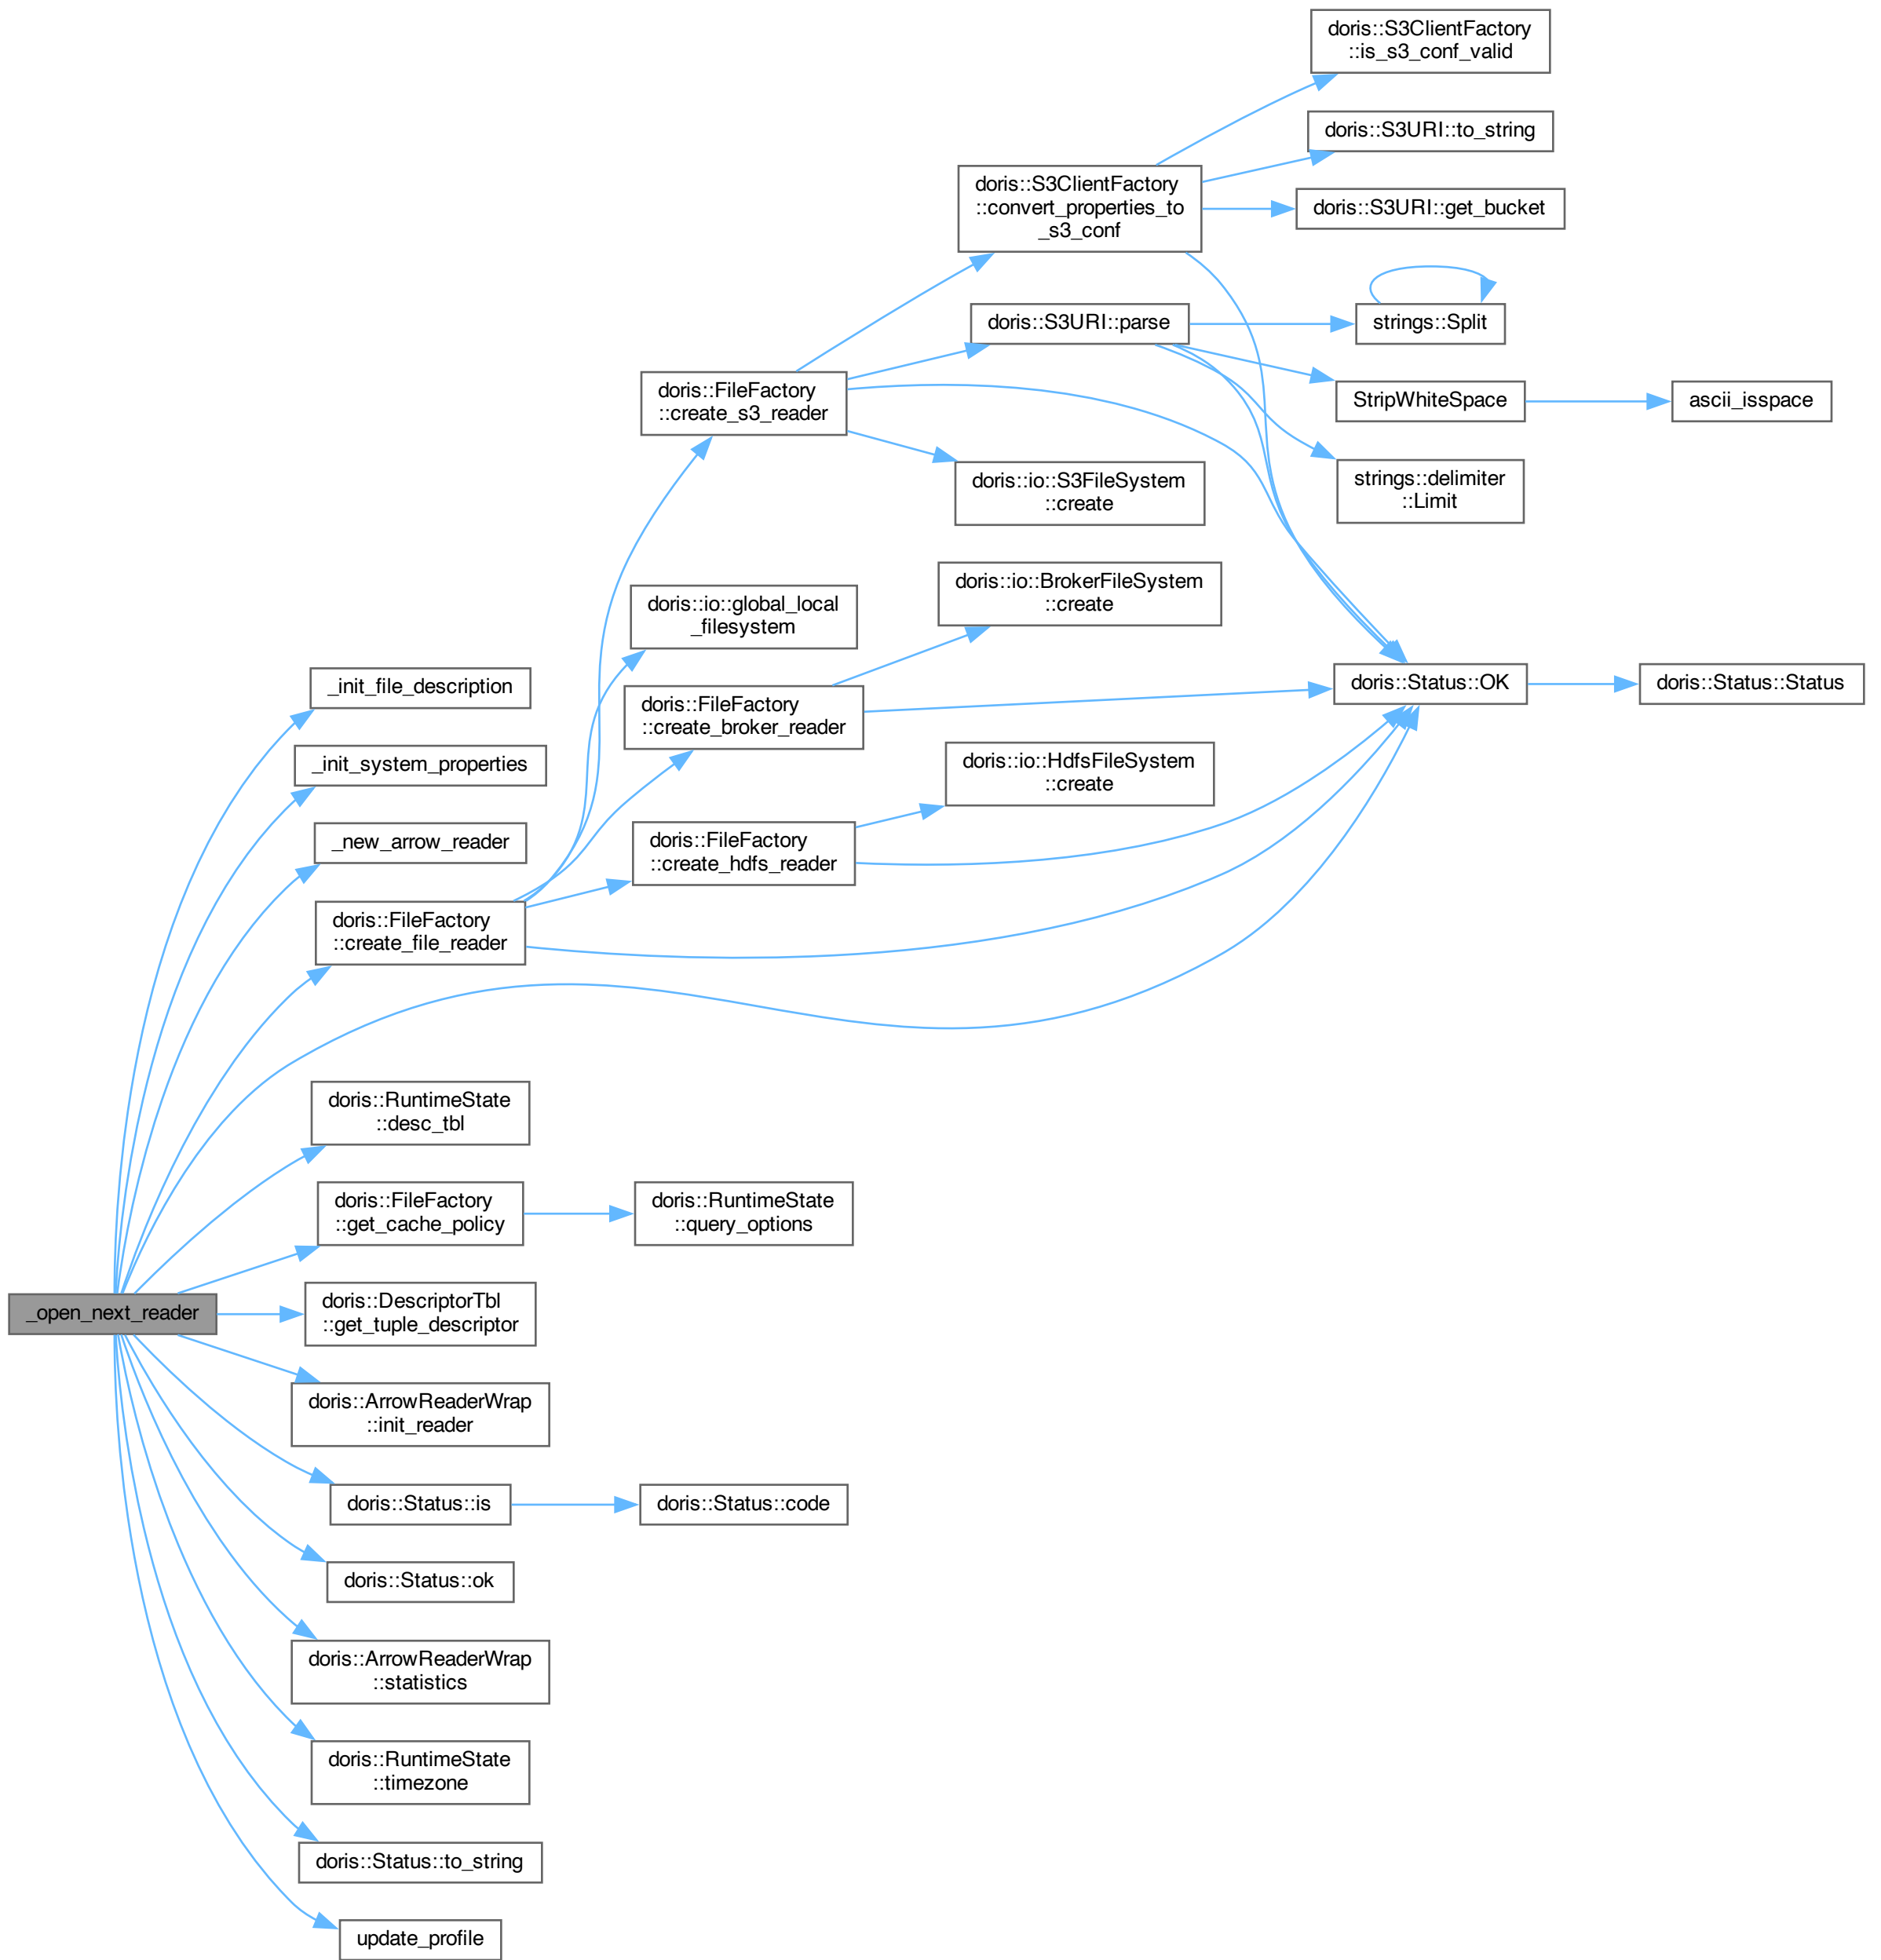 doris::S3ClientFactory
::is_s3_conf_valid
doris::S3URI::to_string
doris::S3ClientFactory
::convert_properties_to
_s3_conf
doris::S3URI::get_bucket
doris::S3URI::parse
strings::Split
doris::FileFactory
::create_s3_reader
StripWhiteSpace
ascii_isspace
doris::io::S3FileSystem
::create
strings::delimiter
::Limit
doris::io::global_local
_filesystem
doris::io::BrokerFileSystem
::create
_init_file_description
doris::FileFactory
::create_broker_reader
doris::Status::OK
doris::Status::Status
_init_system_properties
doris::io::HdfsFileSystem
::create
_new_arrow_reader
doris::FileFactory
::create_hdfs_reader
doris::FileFactory
::create_file_reader
doris::RuntimeState
::desc_tbl
doris::FileFactory
::get_cache_policy
doris::RuntimeState
::query_options
_open_next_reader
doris::DescriptorTbl
::get_tuple_descriptor
doris::ArrowReaderWrap
::init_reader
doris::Status::is
doris::Status::code
doris::Status::ok
doris::ArrowReaderWrap
::statistics
doris::RuntimeState
::timezone
doris::Status::to_string
update_profile